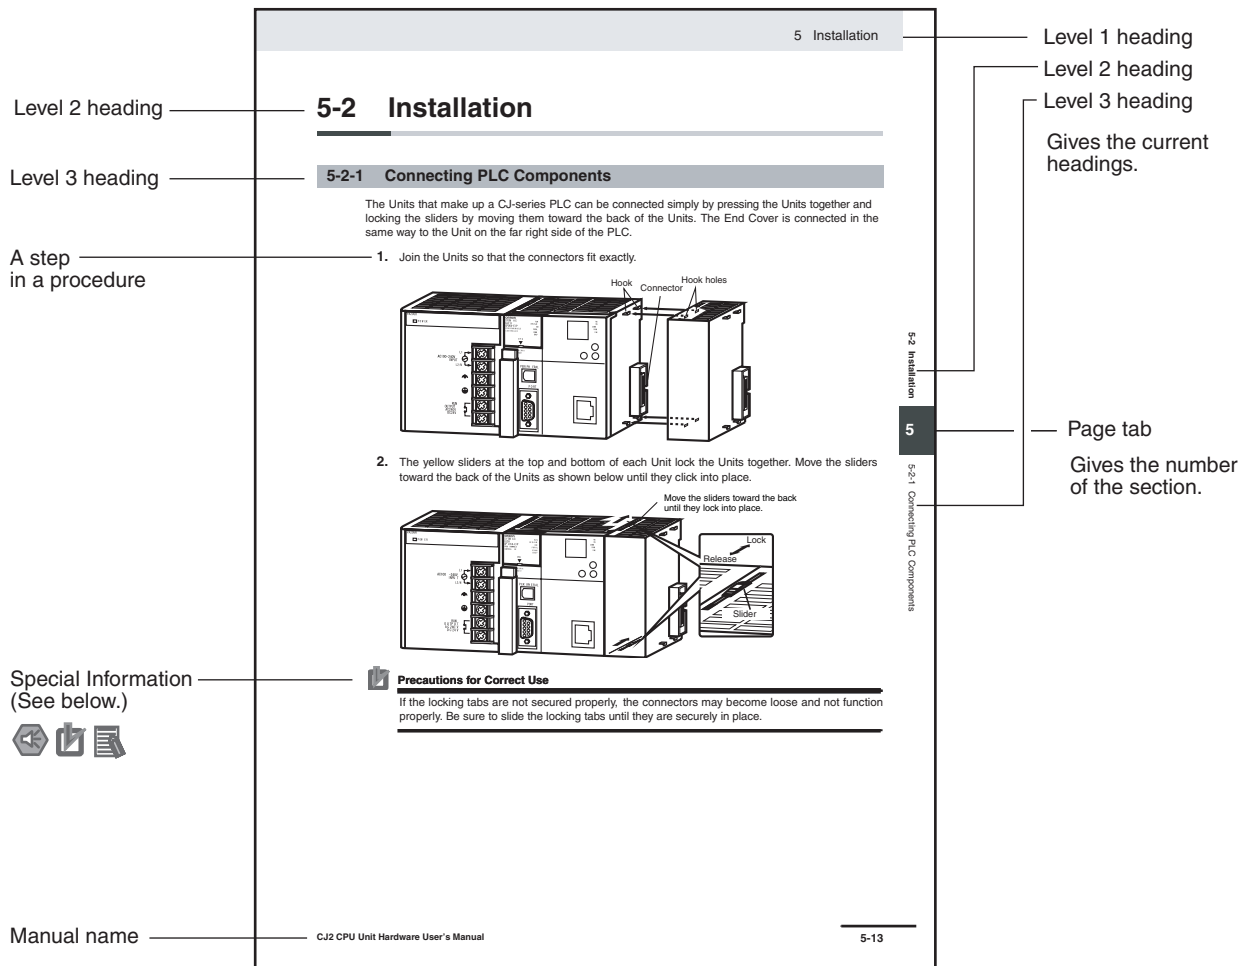 5 Installation
Level 1 heading
Level 2 heading
Level 3 heading
Gives the current
headings.
Level 2 heading
5-2 Installation
Level 3 heading
5-2-1 Connecting PLC Components
The Units that make up a CJ-series PLC can be connected simply by pressing the Units together and
locking the sliders by moving them toward the back of the Units. The End Cover is connected in the
same way to the Unit on the far right side of the PLC.
A step
in a procedure
1. Join the Units so that the connectors fit exactly.
Hook
Connector
Hook holes
5-2 Installation
5
Page tab
Gives the number
of the section.
5-2-1 Connecting PLC Components
2. The yellow sliders at the top and bottom of each Unit lock the Units together. Move the sliders
toward the back of the Units as shown below until they click into place.
Move the sliders toward the back
until they lock into place.
Lock
Release
Slider
Special Information
(See below.)
Precautions for Correct Use
If the locking tabs are not secured properly, the connectors may become loose and not function
properly. Be sure to slide the locking tabs until they are securely in place.
Manual name
CJ2 CPU Unit Hardware User's Manual
5-13